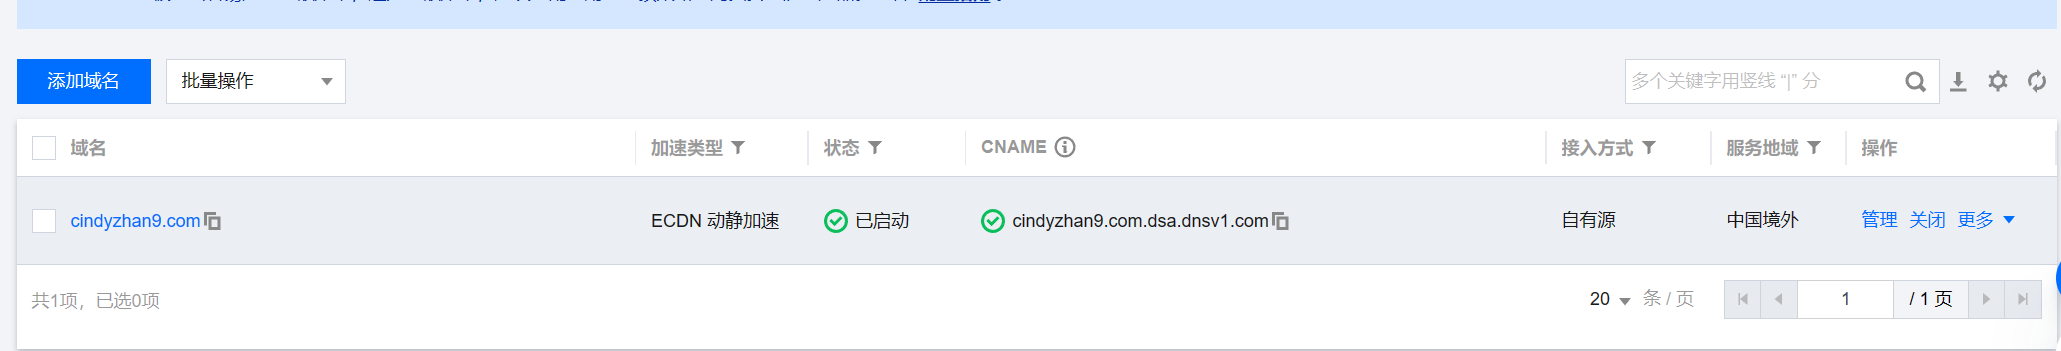 添加域名
批量操作
多个关键字用竖线 “|” 分
域名
加速类型
状态
CNAME
接入方式
服务地域
操作
cindyzhan9.com
ECDN 动静加速
已启动
cindyzhan9.com.dsa.dnsv1.com
自有源
中国境外
管理 关闭 更多
共1项，已选0项
20 条 / 页
1 / 1 页